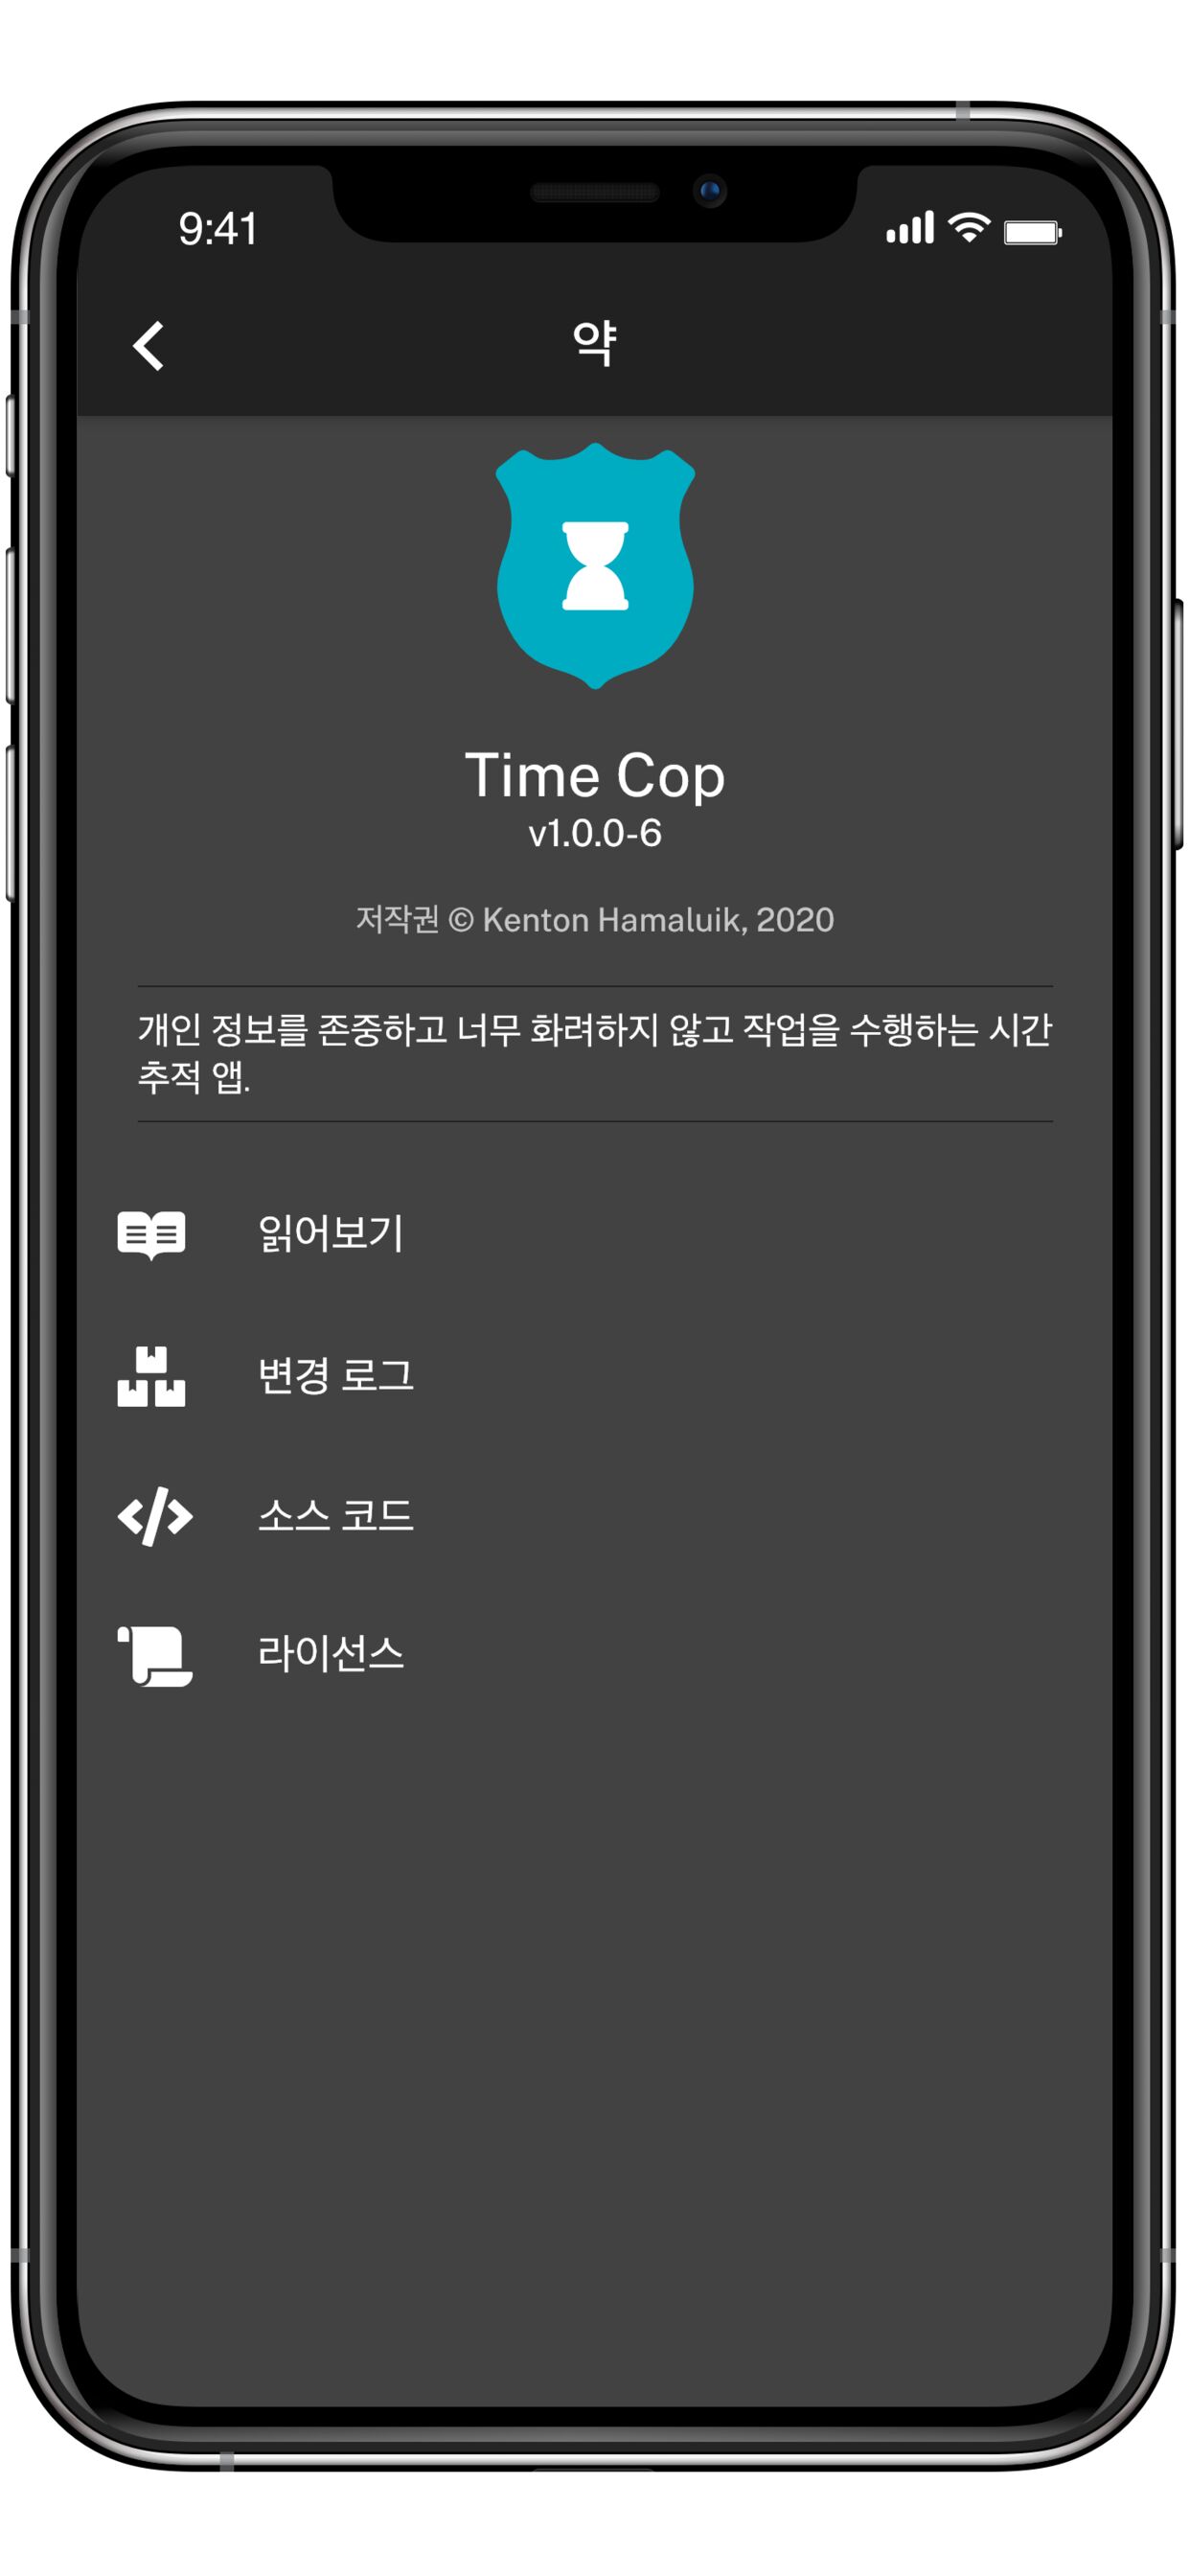 9:41
약
Time Cop
v1.0.0-6
저작권 © Kenton Hamaluik, 2020
개인 정보를 존중하고 너무 화려하지 않고 작업을 수행하는 시간
추적 앱.
읽어보기
변경 로그
소스 코드
라이선스